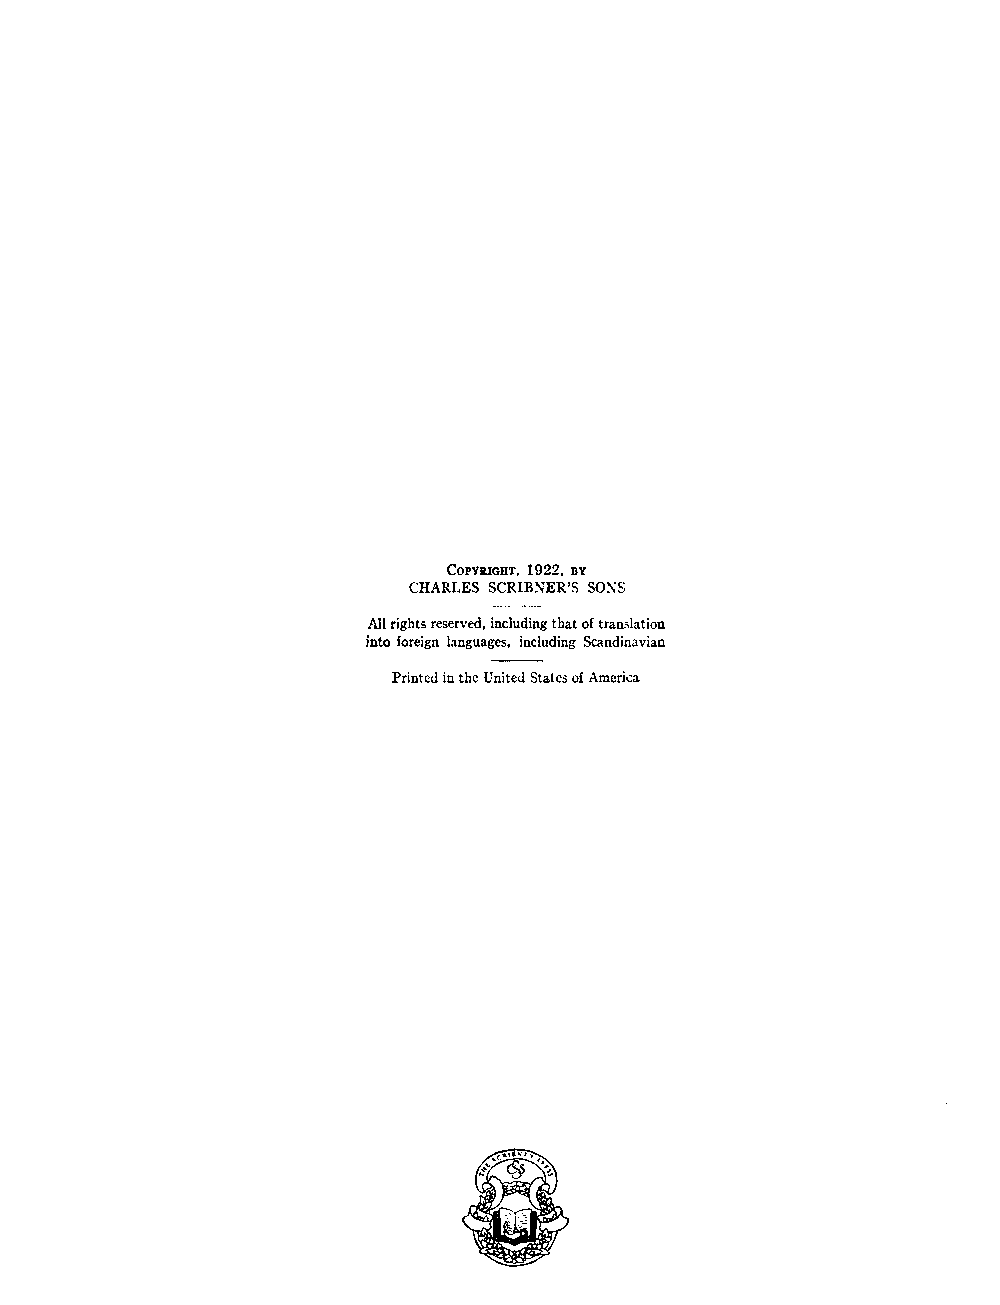 COPYRIGHT, 1922, BY
CHARLES SCRIBNER'S SONS
All rights reserved, including that of translation
into foreign languages, including Scandinavian
Printed in the United States of America
THE SCRIBNER PRESS